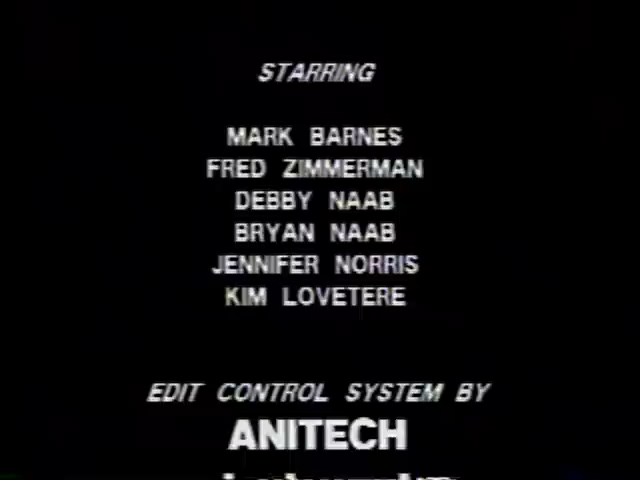 STARRING
MARK BARNES
FRED ZIMMERMAN
DEBBY NAAB
BRYAN NAAB
JENNIFER NORRIS
KIM LOVETERE
EDIT CONTROL SYSTEM BY
ANITECH